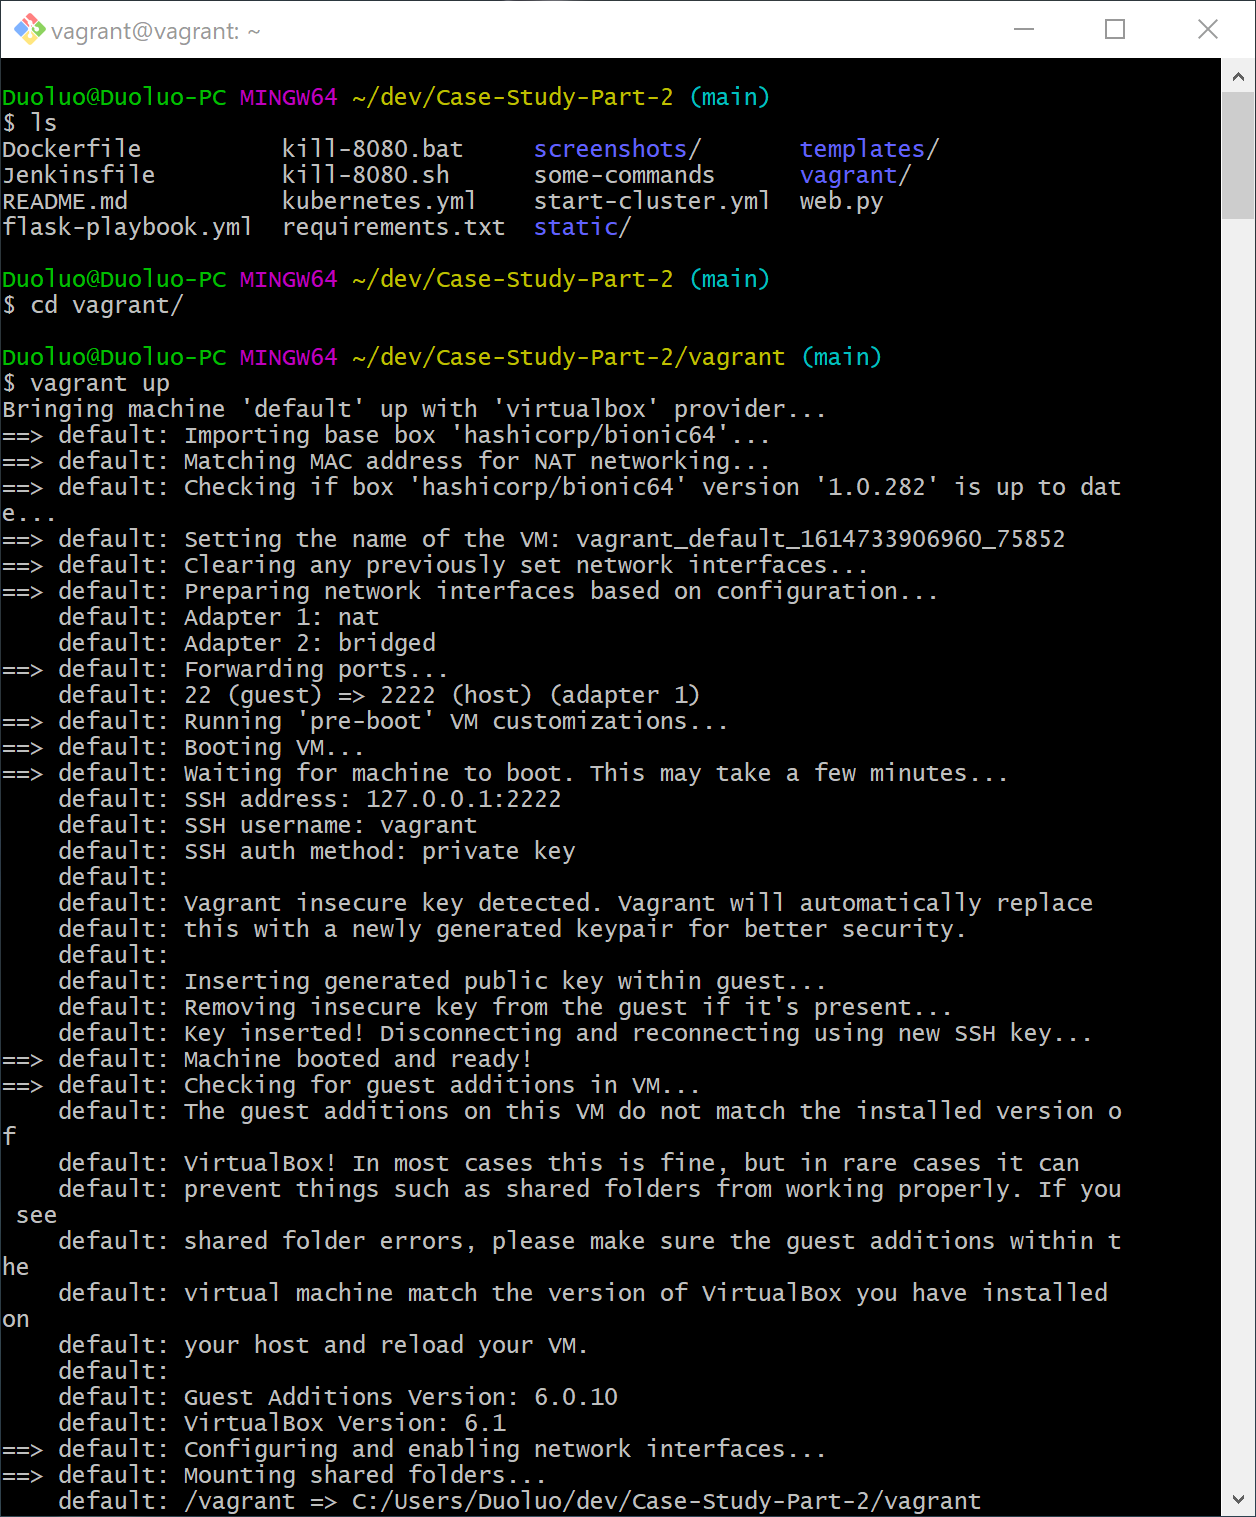 vagrant@vagrant: ~
Duoluo@Duoluo-PC MINGW64 ~/dev/Case-Study-Part-2 (main)
$ ls
Dockerfile          kill-8080.bat     screenshots/       templates/
Jenkinsfile         kill-8080.sh      some-commands      vagrant/
README.md           kubernetes.yml    start-cluster.yml  web.py
flask-playbook.yml  requirements.txt  static/
Duoluo@Duoluo-PC MINGW64 ~/dev/Case-Study-Part-2 (main)
$ cd vagrant/
Duoluo@Duoluo-PC MINGW64 ~/dev/Case-Study-Part-2/vagrant (main)
$ vagrant up
Bringing machine 'default' up with 'virtualbox' provider...
==> default: Importing base box 'hashicorp/bionic64'...
==> default: Matching MAC address for NAT networking...
==> default: Checking if box 'hashicorp/bionic64' version '1.0.282' is up to dat
e...
==> default: Setting the name of the VM: vagrant_default_1614733906960_75852
==> default: Clearing any previously set network interfaces...
==> default: Preparing network interfaces based on configuration...
    default: Adapter 1: nat
    default: Adapter 2: bridged
==> default: Forwarding ports...
    default: 22 (guest) => 2222 (host) (adapter 1)
==> default: Running 'pre-boot' VM customizations...
==> default: Booting VM...
==> default: Waiting for machine to boot. This may take a few minutes...
    default: SSH address: 127.0.0.1:2222
    default: SSH username: vagrant
    default: SSH auth method: private key
    default:
    default: Vagrant insecure key detected. Vagrant will automatically replace
    default: this with a newly generated keypair for better security.
    default:
    default: Inserting generated public key within guest...
    default: Removing insecure key from the guest if it's present...
    default: Key inserted! Disconnecting and reconnecting using new SSH key...
==> default: Machine booted and ready!
==> default: Checking for guest additions in VM...
    default: The guest additions on this VM do not match the installed version o
f
    default: VirtualBox! In most cases this is fine, but in rare cases it can
    default: prevent things such as shared folders from working properly. If you
 see
    default: shared folder errors, please make sure the guest additions within t
he
    default: virtual machine match the version of VirtualBox you have installed
on
    default: your host and reload your VM.
    default:
    default: Guest Additions Version: 6.0.10
    default: VirtualBox Version: 6.1
==> default: Configuring and enabling network interfaces...
==> default: Mounting shared folders...
    default: /vagrant => C:/Users/Duoluo/dev/Case-Study-Part-2/vagrant